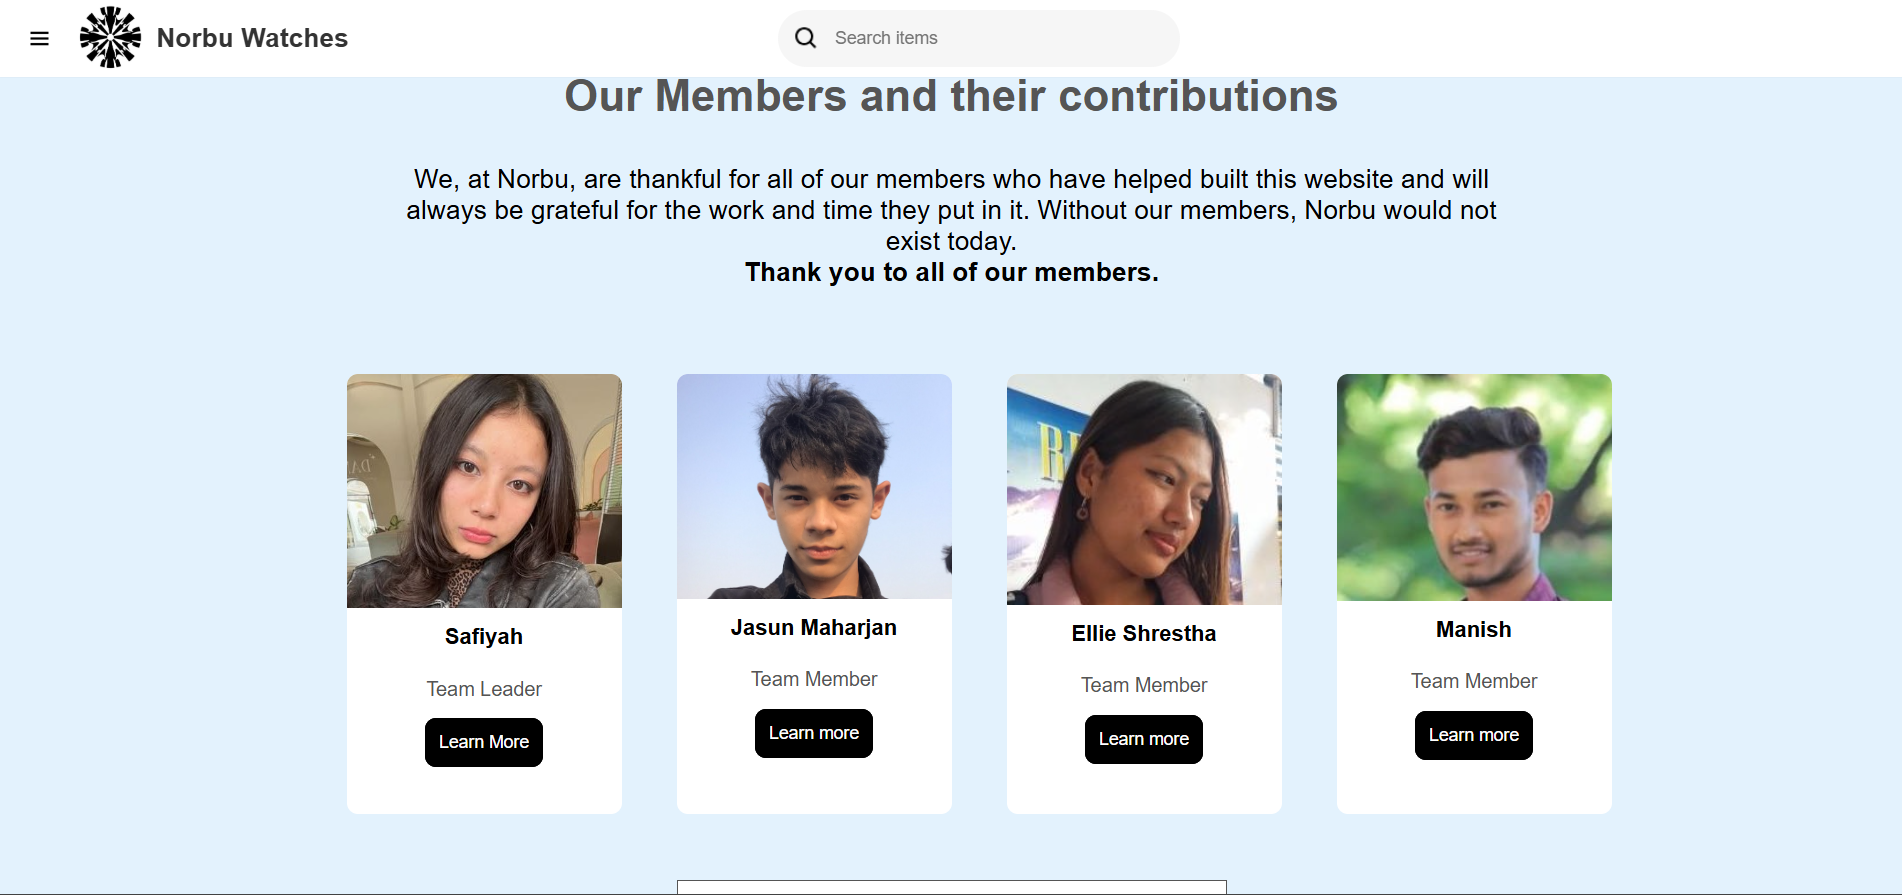 Norbu Watches
Search items
Our Members and their contributions
We, at Norbu, are thankful for all of our members who have helped built this website and will
always be grateful for the work and time they put in it. Without our members, Norbu would not
exist today.
Thank you to all of our members.
Safiyah
Team Leader
Learn More
Jasun Maharjan
Team Member
Learn more
Ellie Shrestha
Team Member
Learn more
Manish
Team Member
Learn more